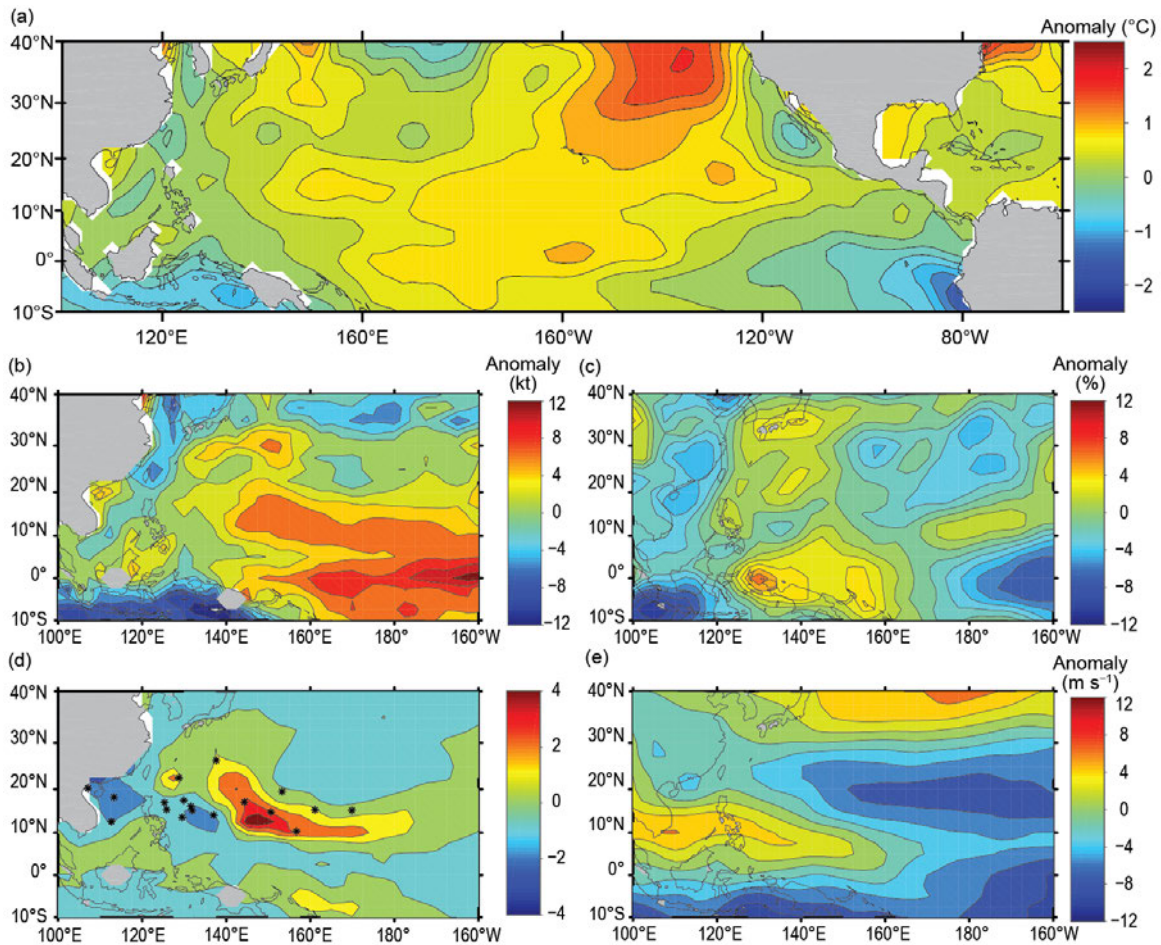 (a)
Anomaly (°C)
40°N
30°N
20°N
10°N
0°
10°S
120°E
160°E
160°W
120°W
80°W
2
1
0
−1
−2
(b)
Anomaly
(kt)
40°N
30°N
20°N
10°N
0°
10°S
100°E
120°E
140°E
160°E
180°
160°W
12
8
4
0
−4
−8
−12
(c)
Anomaly
(%)
40°N
30°N
20°N
10°N
0°
10°S
100°E
120°E
140°E
160°E
180°
160°W
12
8
4
0
−4
−8
−12
(d)
40°N
30°N
20°N
10°N
0°
10°S
100°E
120°E
140°E
160°E
180°
160°W
4
2
0
−2
−4
(e)
Anomaly
(m s⁻¹)
40°N
30°N
20°N
10°N
0°
10°S
100°E
120°E
140°E
160°E
180°
160°W
12
8
4
0
−4
−8
−12